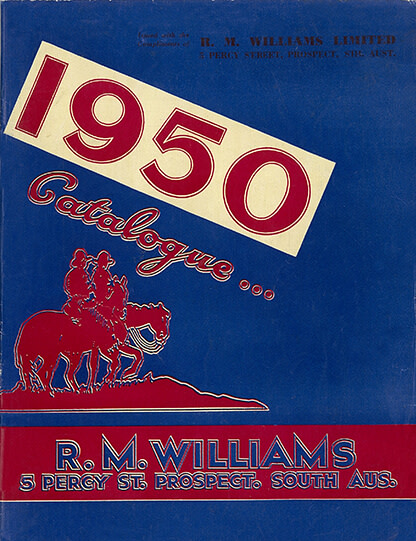 R. M. WILLIAMS LIMITED
5 PERCY STREET, PROSPECT, STH. AUST.
1950
Catalogue...
R. M. WILLIAMS
5 PERCY ST. PROSPECT. SOUTH AUS.